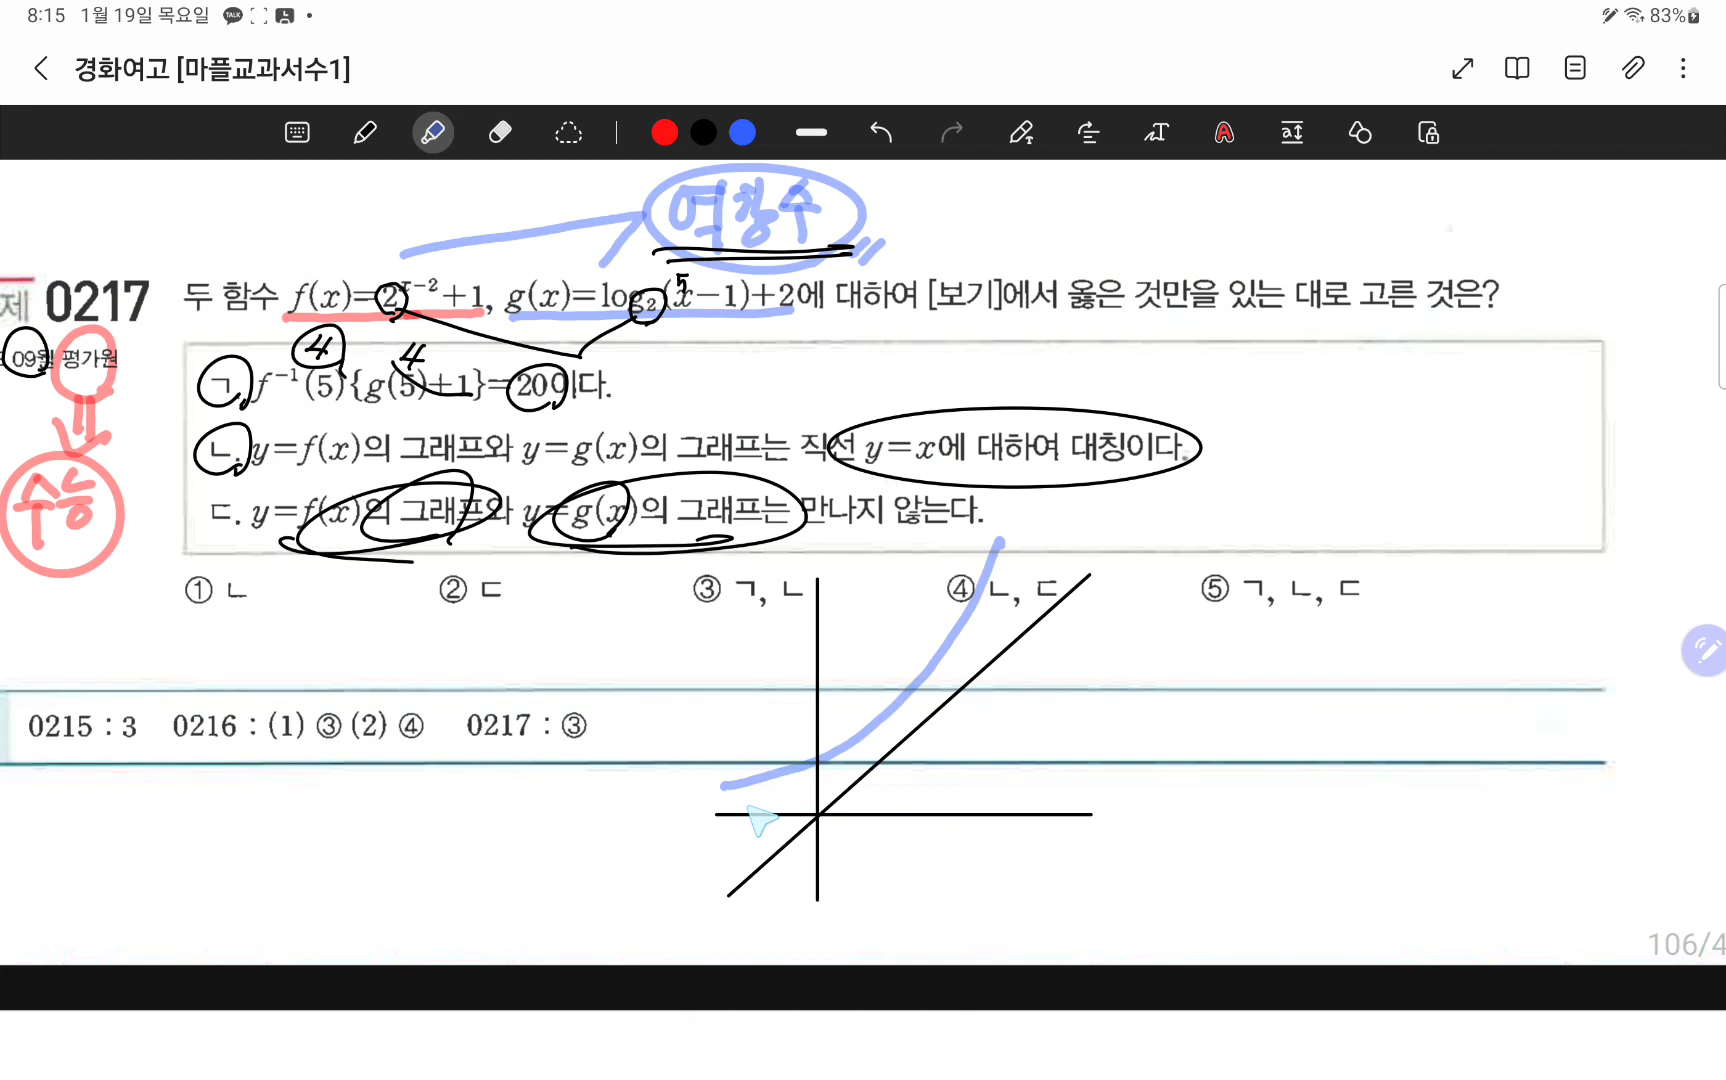 8:15 1월 19일 목요일 TALK
83%
경화여고 [마플교과서수1]
역함수
제 0217 두 함수 f(x)=2ˣ⁻²+1, g(x)=log₂(x−1)+2에 대하여 [보기]에서 옳은 것만을 있는 대로 고른 것은?
5
09월 평가원
4 4
ㄱ. f⁻¹(5){g(5)+1}=20이다.
ㄴ. y=f(x)의 그래프와 y=g(x)의 그래프는 직선 y=x에 대하여 대칭이다.
수능
ㄷ. y=f(x)의 그래프와 y=g(x)의 그래프는 만나지 않는다.
① ㄴ ② ㄷ ③ ㄱ, ㄴ ④ ㄴ, ㄷ ⑤ ㄱ, ㄴ, ㄷ
0215 : 3 0216 : (1) ③ (2) ④ 0217 : ③
106/4